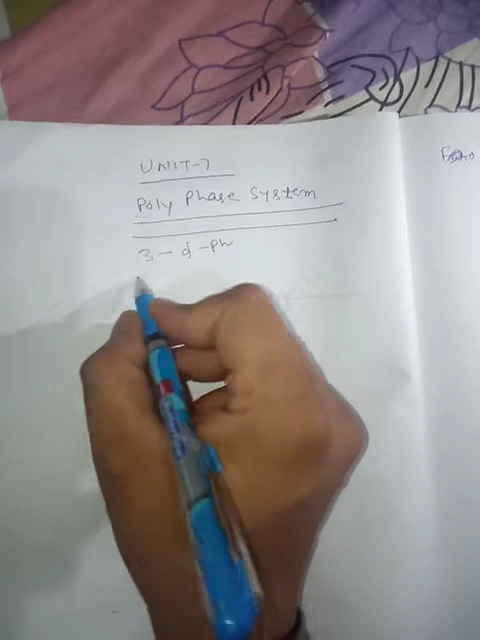 UNIT-7
Poly Phase System
3 - ϕ - Ph